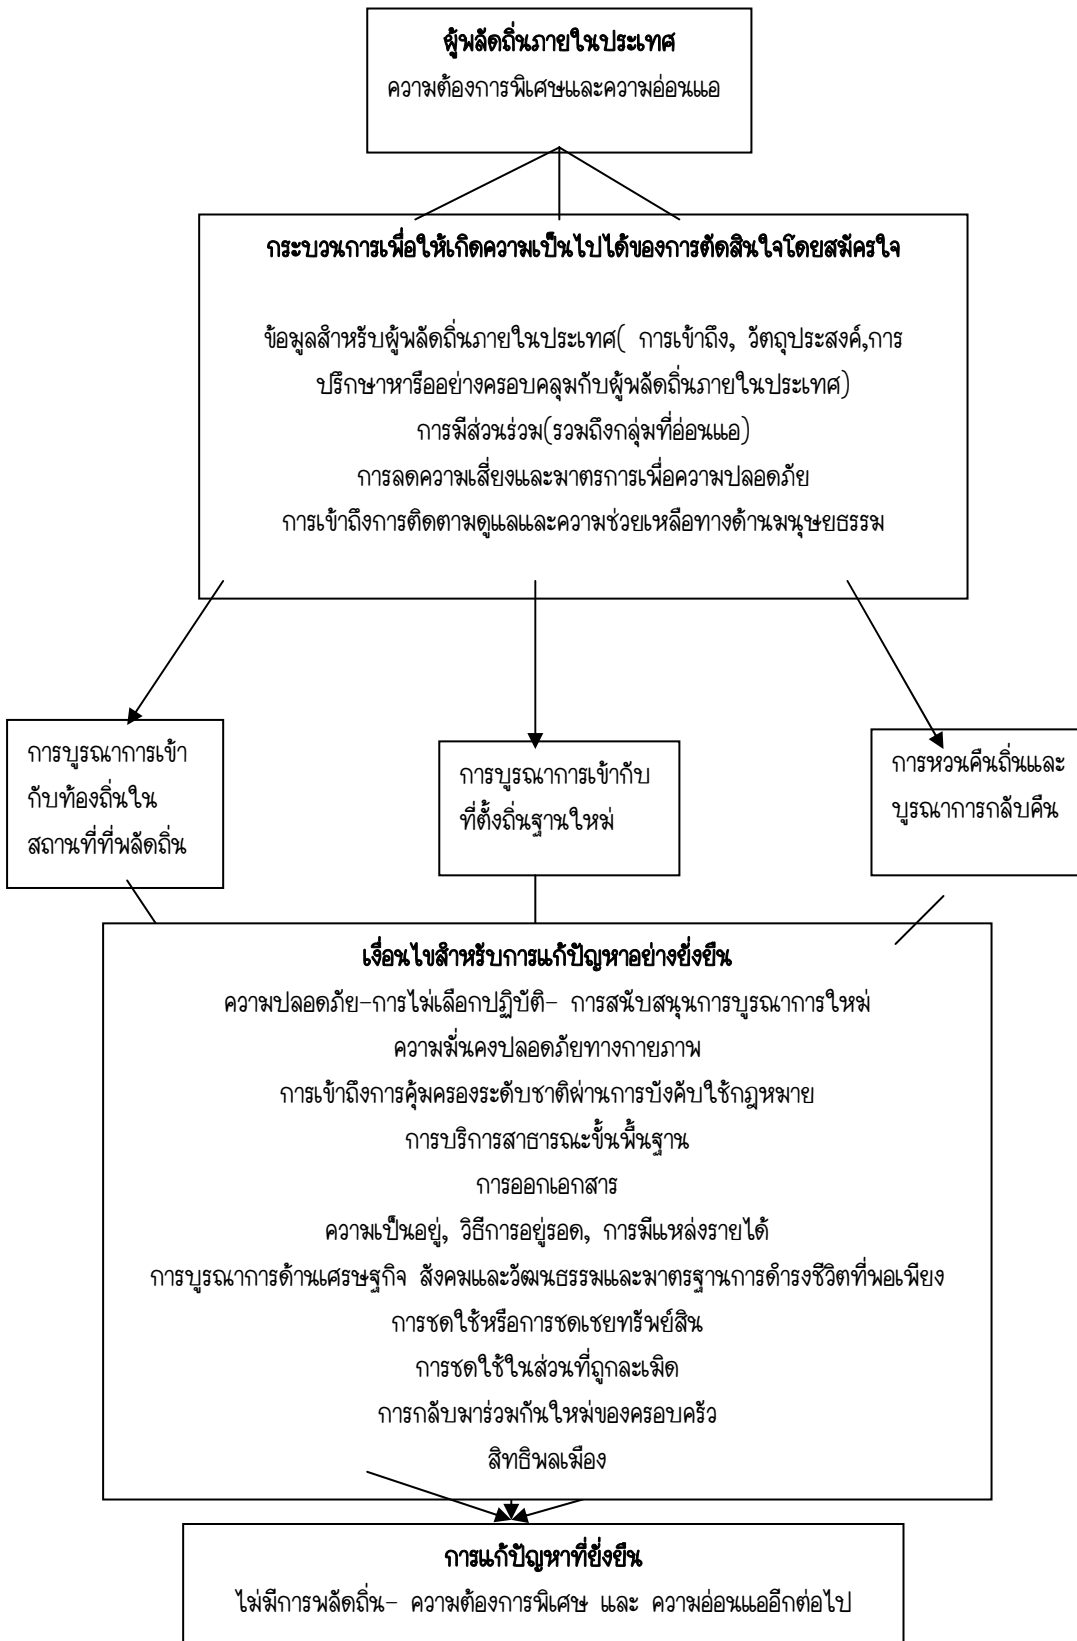 ผู้พลัดถิ่นภายในประเทศ
ความต้องการพิเศษและความอ่อนแอ
กระบวนการเพื่อให้เกิดความเป็นไปได้ของการตัดสินใจโดยสมัครใจ
ข้อมูลสำหรับผู้พลัดถิ่นภายในประเทศ( การเข้าถึง, วัตถุประสงค์,การ
ปรึกษาหารืออย่างครอบคลุมกับผู้พลัดถิ่นภายในประเทศ)
การมีส่วนร่วม(รวมถึงกลุ่มที่อ่อนแอ)
การลดความเสี่ยงและมาตรการเพื่อความปลอดภัย
การเข้าถึงการติดตามดูแลและความช่วยเหลือทางด้านมนุษยธรรม
การบูรณาการเข้า
กับท้องถิ่นใน
สถานที่ที่พลัดถิ่น
การบูรณาการเข้ากับ
ที่ตั้งถิ่นฐานใหม่
การหวนคืนถิ่นและ
บูรณาการกลับคืน
เงื่อนไขสำหรับการแก้ปัญหาอย่างยั่งยืน
ความปลอดภัย-การไม่เลือกปฏิบัติ- การสนับสนุนการบูรณาการใหม่
ความมั่นคงปลอดภัยทางกายภาพ
การเข้าถึงการคุ้มครองระดับชาติผ่านการบังคับใช้กฎหมาย
การบริการสาธารณะขั้นพื้นฐาน
การออกเอกสาร
ความเป็นอยู่, วิธีการอยู่รอด, การมีแหล่งรายได้
การบูรณาการด้านเศรษฐกิจ สังคมและวัฒนธรรมและมาตรฐานการดำรงชีวิตที่พอเพียง
การชดใช้หรือการชดเชยทรัพย์สิน
การชดใช้ในส่วนที่ถูกละเมิด
การกลับมาร่วมกันใหม่ของครอบครัว
สิทธิพลเมือง
การแก้ปัญหาที่ยั่งยืน
ไม่มีการพลัดถิ่น- ความต้องการพิเศษ และ ความอ่อนแออีกต่อไป